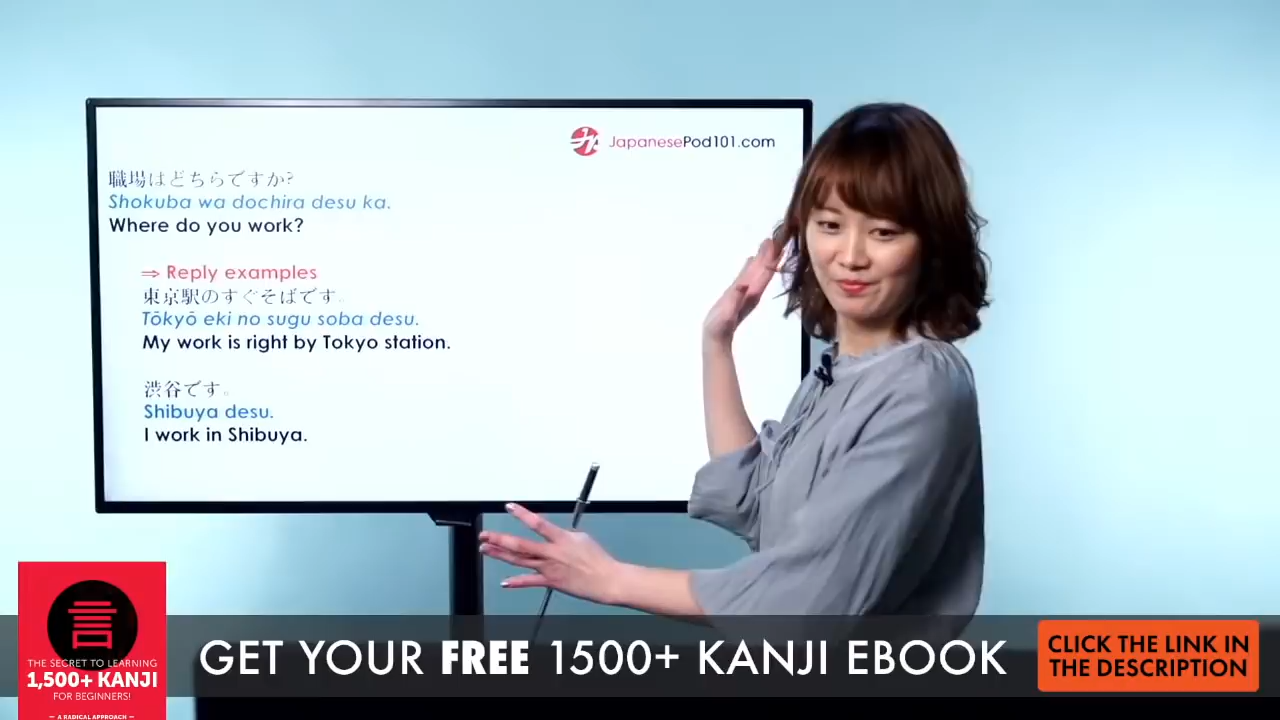 JapanesePod101.com
職場はどちらですか?
Shokuba wa dochira desu ka.
Where do you work?
⇒ Reply examples
東京駅のすぐそばです。
Tōkyō eki no sugu soba desu.
My work is right by Tokyo station.
渋谷です。
Shibuya desu.
I work in Shibuya.
言
THE SECRET TO LEARNING
1,500+ KANJI
FOR BEGINNERS!
— A RADICAL APPROACH —
GET YOUR FREE 1500+ KANJI EBOOK
CLICK THE LINK IN
THE DESCRIPTION